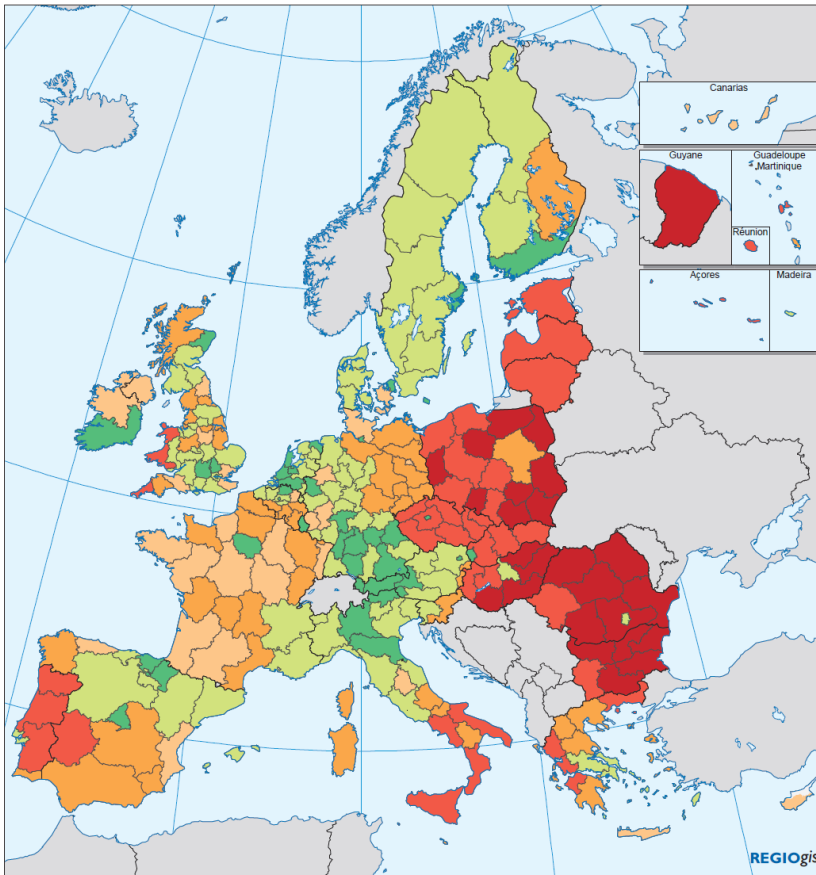 Canarias
Guyane
Guadeloupe
Martinique
Réunion
Açores
Madeira
REGIOgis